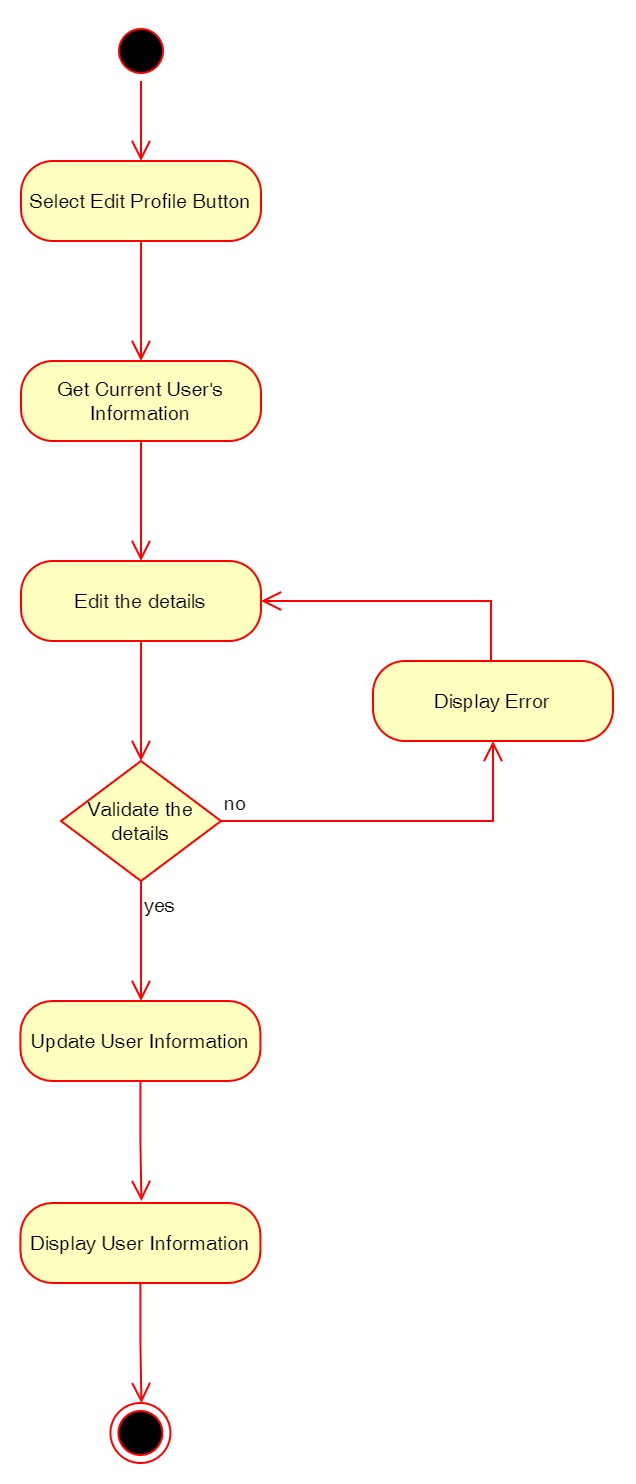 Select Edit Profile Button
Get Current User's
Information
Edit the details
Display Error
Validate the
details
no
yes
Update User Information
Display User Information